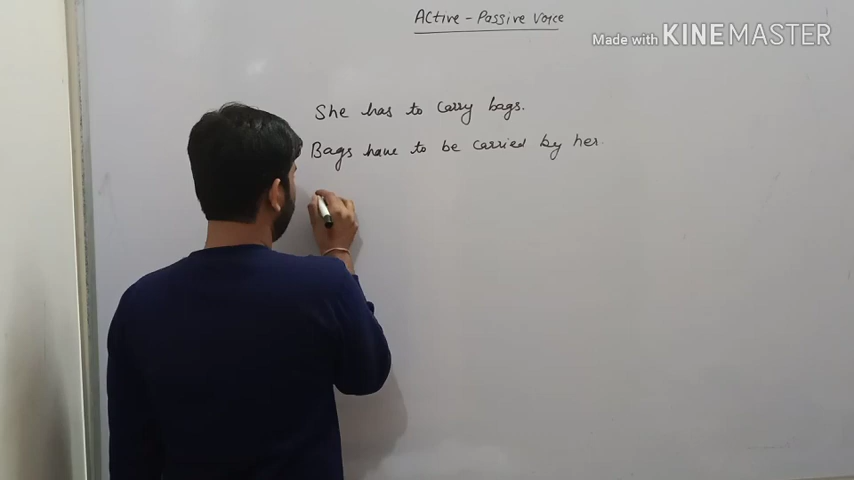 Active - Passive Voice
Made with KINEMASTER
She has to carry bags.
Bags have to be carried by her.